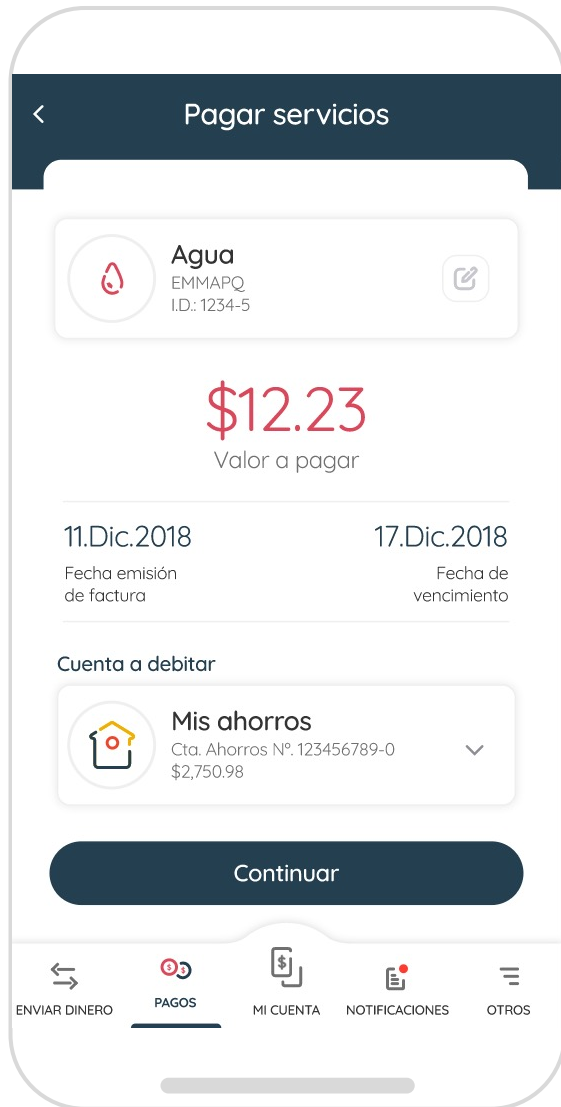 Pagar servicios
Agua
EMMAPQ
I.D.: 1234-5
$12.23
Valor a pagar
11.Dic.2018
Fecha emisión
de factura
17.Dic.2018
Fecha de
vencimiento
Cuenta a debitar
Mis ahorros
Cta. Ahorros Nº. 123456789-0
$2,750.98
Continuar
ENVIAR DINERO
PAGOS
MI CUENTA
NOTIFICACIONES
OTROS